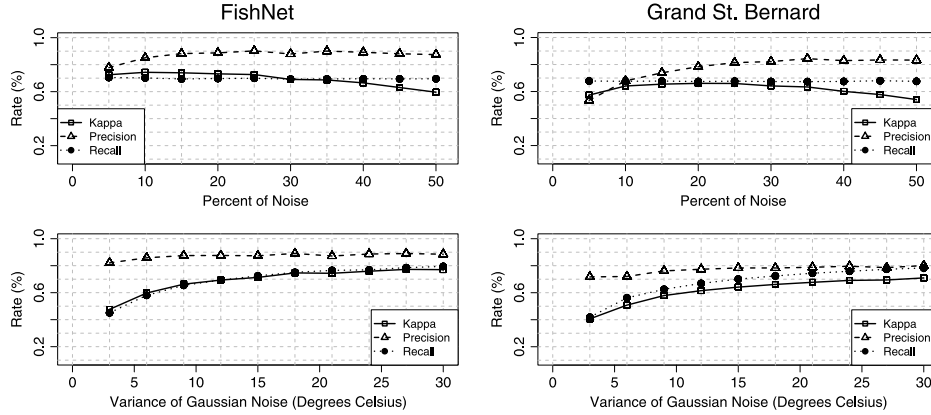 FishNet
Grand St. Bernard
Rate (%)
1.0
0.6
0.2
Kappa
Precision
Recall
0 10 20 30 40 50
Percent of Noise
Rate (%)
1.0
0.6
0.2
Kappa
Precision
Recall
0 10 20 30 40 50
Percent of Noise
Rate (%)
1.0
0.6
0.2
Kappa
Precision
Recall
0 5 10 15 20 25 30
Variance of Gaussian Noise (Degrees Celsius)
Rate (%)
1.0
0.6
0.2
Kappa
Precision
Recall
0 5 10 15 20 25 30
Variance of Gaussian Noise (Degrees Celsius)